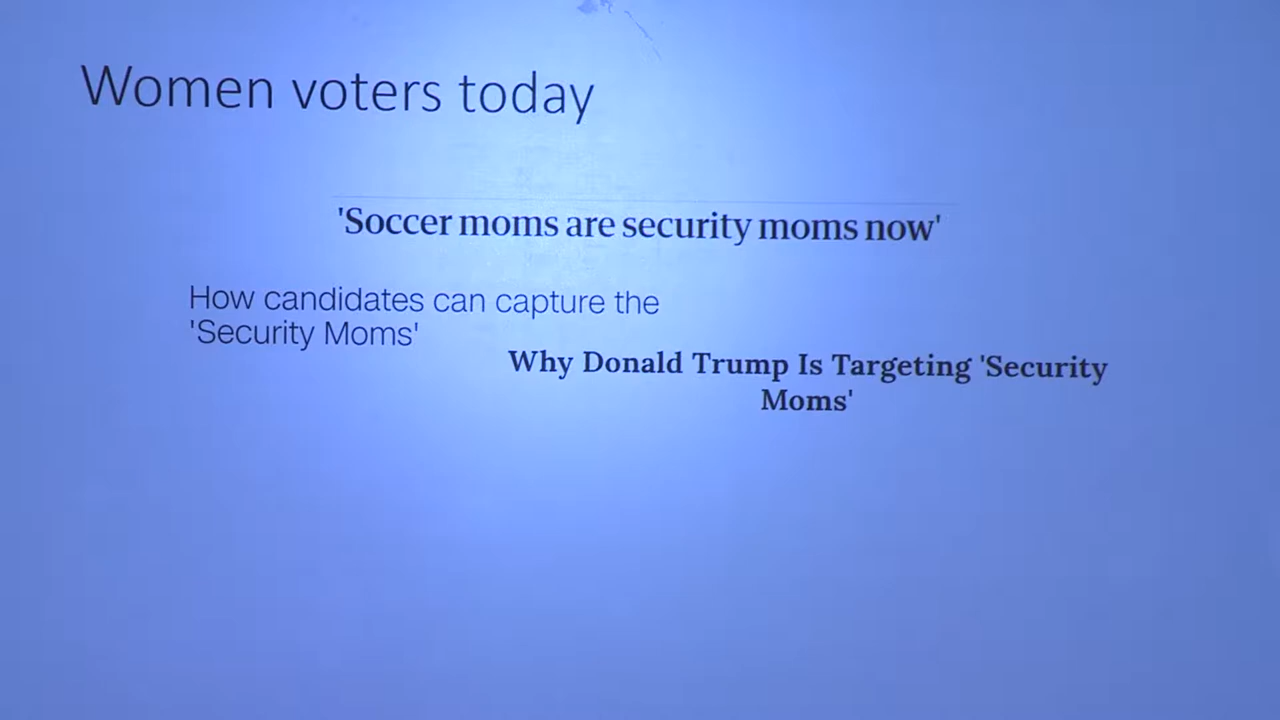 Women voters today
'Soccer moms are security moms now'
How candidates can capture the
'Security Moms'
Why Donald Trump Is Targeting 'Security
Moms'